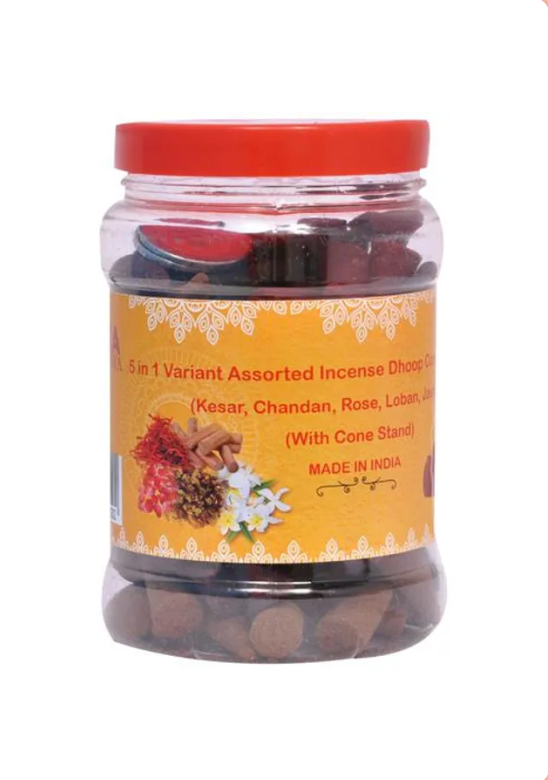 5 in 1 Variant Assorted Incense Dhoop
(Kesar, Chandan, Rose, Loban,
(With Cone Stand)
MADE IN INDIA